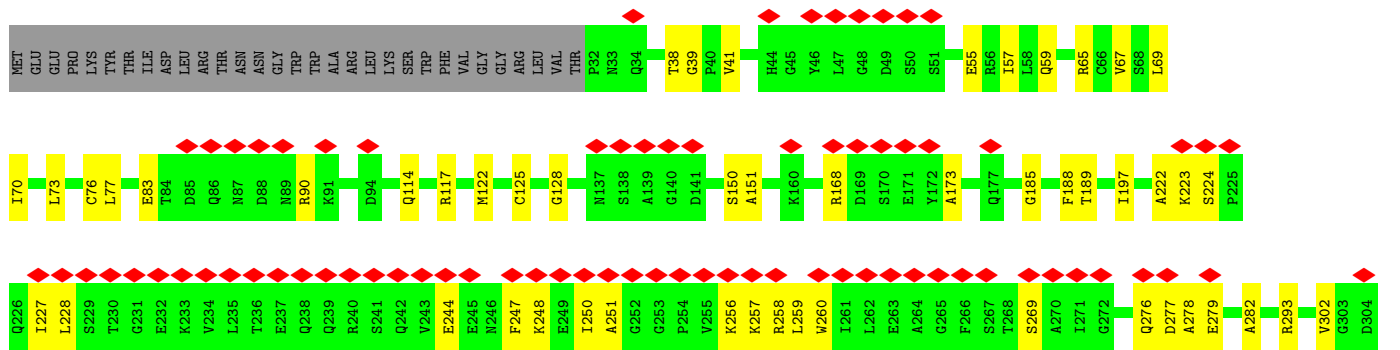 MET GLU GLU PRO LYS TYR THR ILE ASP LEU ARG THR ASN ASN GLY TRP TRP ALA ARG LEU LYS SER TRP PHE VAL GLY GLY ARG LEU VAL THR P32 N33 Q34 T38 G39 P40 V41 H44 G45 Y46 L47 G48 D49 S50 S51 E55 R56 I57 L58 Q59 R65 C66 V67 S68 L69
I70 L73 C76 L77 E83 T84 D85 Q86 N87 D88 N89 R90 K91 D94 Q114 R117 M122 C125 G128 N137 S138 A139 G140 D141 S150 A151 K160 R168 D169 S170 E171 Y172 A173 Q177 G185 F188 T189 I197 A222 K223 S224 P225
Q226 I227 L228 S229 T230 G231 E232 K233 V234 L235 T236 E237 Q238 Q239 R240 S241 Q242 V243 E244 E245 N246 F247 K248 E249 I250 A251 G252 G253 P254 V255 K256 K257 R258 L259 W260 I261 L262 E263 A264 G265 F266 S267 T268 S269 A270 I271 G272 Q276 D277 A278 E279 A282 R293 V302 G303 D304